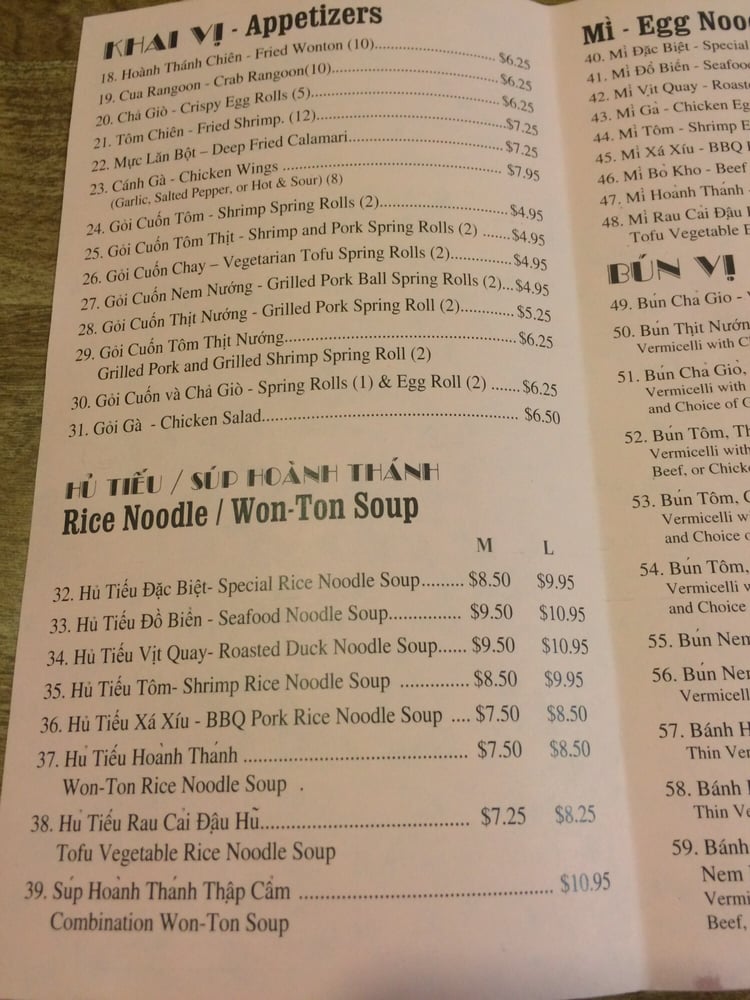 KHAI VỊ - Appetizers
18. Hoành Thánh Chiên - Fried Wonton (10)..........$6.25
19. Cua Rangoon - Crab Rangoon(10)..........$6.25
20. Chả Giò - Crispy Egg Rolls (5)..........$6.25
21. Tôm Chiên - Fried Shrimp. (12)..........$7.25
22. Mực Lăn Bột – Deep Fried Calamari..........$7.25
23. Cánh Gà - Chicken Wings ..........$7.95
(Garlic, Salted Pepper, or Hot & Sour) (8)
24. Gỏi Cuốn Tôm - Shrimp Spring Rolls (2)..........$4.95
25. Gỏi Cuốn Tôm Thịt - Shrimp and Pork Spring Rolls (2) ......$4.95
26. Gỏi Cuốn Chay – Vegetarian Tofu Spring Rolls (2)..........$4.95
27. Gỏi Cuốn Nem Nướng - Grilled Pork Ball Spring Rolls (2)...$4.95
28. Gỏi Cuốn Thịt Nướng - Grilled Pork Spring Roll (2)..........$5.25
29. Gỏi Cuốn Tôm Thịt Nướng..........$6.25
Grilled Pork and Grilled Shrimp Spring Roll (2)
30. Gỏi Cuốn và Chả Giò - Spring Rolls (1) & Egg Roll (2) ......$6.25
31. Gỏi Gà - Chicken Salad.......... $6.50
HỦ TIẾU / SÚP HOÀNH THÁNH
Rice Noodle / Won-Ton Soup
M L
32. Hủ Tiếu Đặc Biệt- Special Rice Noodle Soup......... $8.50 $9.95
33. Hủ Tiếu Đồ Biển - Seafood Noodle Soup............... $9.50 $10.95
34. Hủ Tiếu Vịt Quay- Roasted Duck Noodle Soup...... $9.50 $10.95
35. Hủ Tiếu Tôm- Shrimp Rice Noodle Soup .............. $8.50 $9.95
36. Hủ Tiếu Xá Xíu - BBQ Pork Rice Noodle Soup .... $7.50 $8.50
37. Hủ Tiếu Hoành Thánh .......... $7.50 $8.50
Won-Ton Rice Noodle Soup .
38. Hủ Tiếu Rau Cải Đậu Hũ.......... $7.25 $8.25
Tofu Vegetable Rice Noodle Soup
39. Súp Hoành Thánh Thập Cẩm .......... $10.95
Combination Won-Ton Soup
MÌ - Egg Noo
40. Mì Đặc Biệt - Special
41. Mì Đồ Biển - Seafoo
42. Mì Vịt Quay - Roast
43. Mì Gà - Chicken Eg
44. Mì Tôm - Shrimp E
45. Mì Xá Xíu - BBQ
46. Mì Bò Kho - Beef
47. Mì Hoành Thánh
48. Mì Rau Cải Đậu
Tofu Vegetable
BÚN VỊ
49. Bún Chả Giò -
50. Bún Thịt Nướn
Vermicelli with C
51. Bún Chả Giò,
Vermicelli with
and Choice of
52. Bún Tôm, Th
Vermicelli with
Beef, or Chick
53. Bún Tôm,
Vermicelli w
and Choice
54. Bún Tôm,
Vermicelli
and Choice
55. Bún Nem
56. Bún Nem
Vermicelli
57. Bánh H
Thin Ver
58. Bánh
Thin Ve
59. Bánh
Nem
Vermi
Beef,